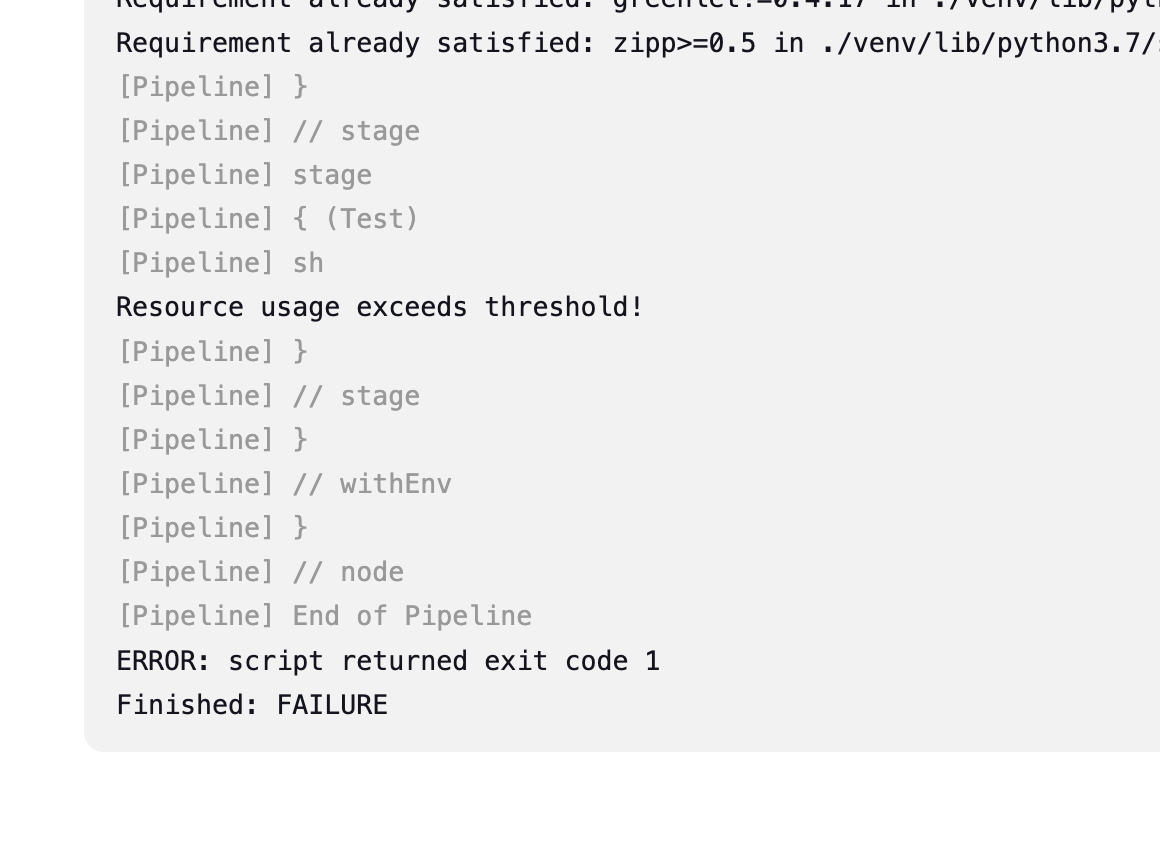 Requirement already satisfied: greenlet!=0.4.17 in ./venv/lib/pyt
Requirement already satisfied: zipp>=0.5 in ./venv/lib/python3.7/
[Pipeline] }
[Pipeline] // stage
[Pipeline] stage
[Pipeline] { (Test)
[Pipeline] sh
Resource usage exceeds threshold!
[Pipeline] }
[Pipeline] // stage
[Pipeline] }
[Pipeline] // withEnv
[Pipeline] }
[Pipeline] // node
[Pipeline] End of Pipeline
ERROR: script returned exit code 1
Finished: FAILURE